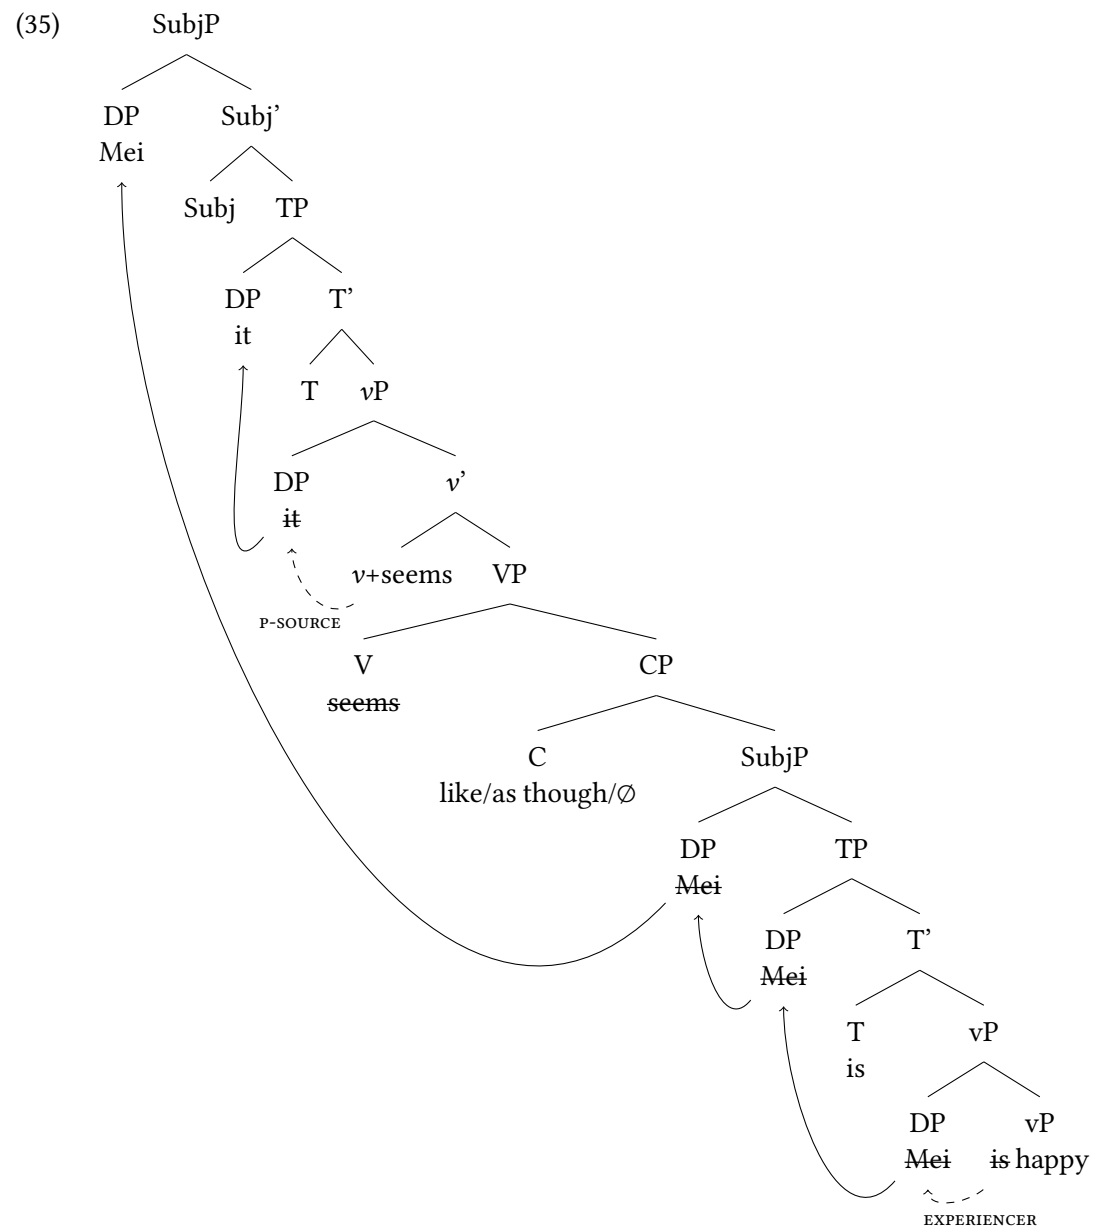 (35) SubjP
DP Subj’
Mei
Subj TP
DP T’
it
T vP
DP v’
it
v+seems VP
P-SOURCE
V CP
seems
C SubjP
like/as though/∅
DP TP
Mei
DP T’
Mei
T vP
is
DP vP
Mei is happy
EXPERIENCER